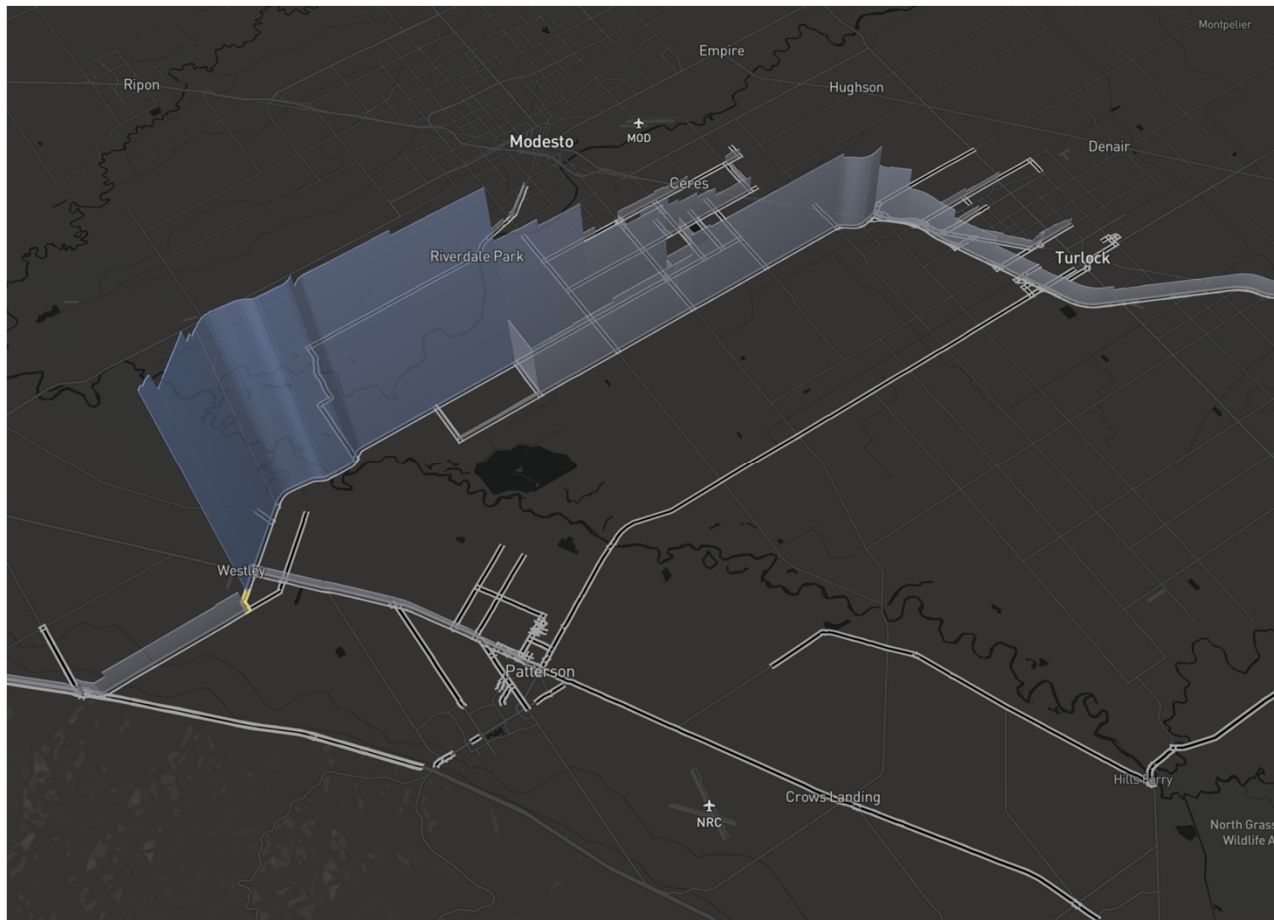 Montpelier
Empire
Ripon
Hughson
MOD
Modesto
Denair
Ceres
Riverdale Park
Turlock
Westley
Patterson
Hills Ferry
Crows Landing
NRC
North Grass
Wildlife A